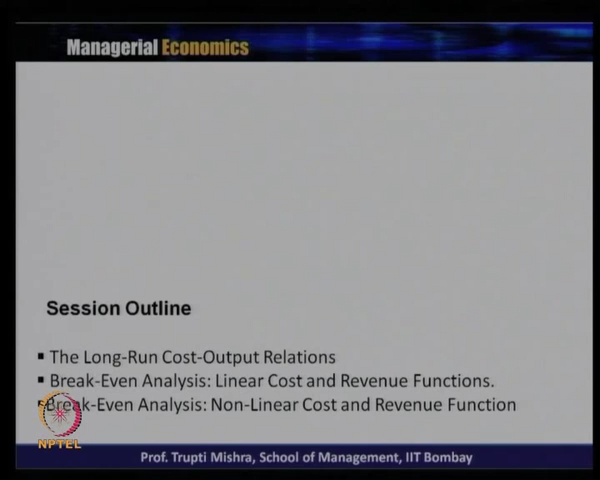 Managerial Economics
Session Outline
▪ The Long-Run Cost-Output Relations
▪ Break-Even Analysis: Linear Cost and Revenue Functions.
▪ Break-Even Analysis: Non-Linear Cost and Revenue Function
NPTEL
Prof. Trupti Mishra, School of Management, IIT Bombay